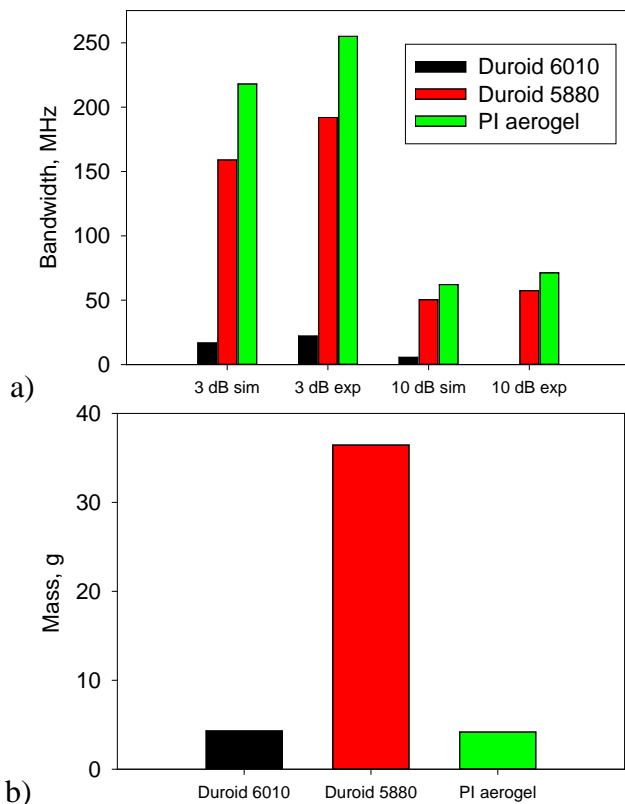 250
200
150
100
50
0
Bandwidth, MHz
Duroid 6010
Duroid 5880
PI aerogel
3 dB sim 3 dB exp 10 dB sim 10 dB exp
a)
40
30
20
10
0
Mass, g
Duroid 6010 Duroid 5880 PI aerogel
b)